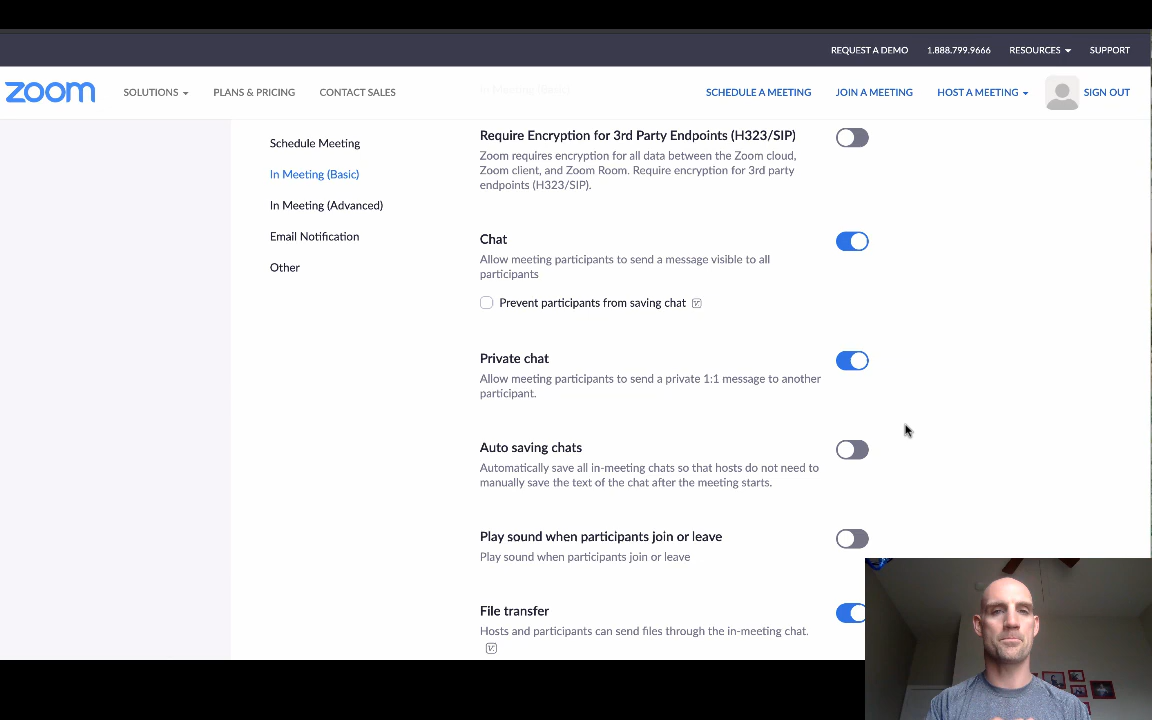 REQUEST A DEMO 1.888.799.9666 RESOURCES SUPPORT
zoom SOLUTIONS PLANS & PRICING CONTACT SALES SCHEDULE A MEETING JOIN A MEETING HOST A MEETING SIGN OUT
In Meeting (Basic)
Schedule Meeting
In Meeting (Basic)
In Meeting (Advanced)
Email Notification
Other
Require Encryption for 3rd Party Endpoints (H323/SIP)
Zoom requires encryption for all data between the Zoom cloud,
Zoom client, and Zoom Room. Require encryption for 3rd party
endpoints (H323/SIP).
Chat
Allow meeting participants to send a message visible to all
participants
Prevent participants from saving chat
Private chat
Allow meeting participants to send a private 1:1 message to another
participant.
Auto saving chats
Automatically save all in-meeting chats so that hosts do not need to
manually save the text of the chat after the meeting starts.
Play sound when participants join or leave
Play sound when participants join or leave
File transfer
Hosts and participants can send files through the in-meeting chat.